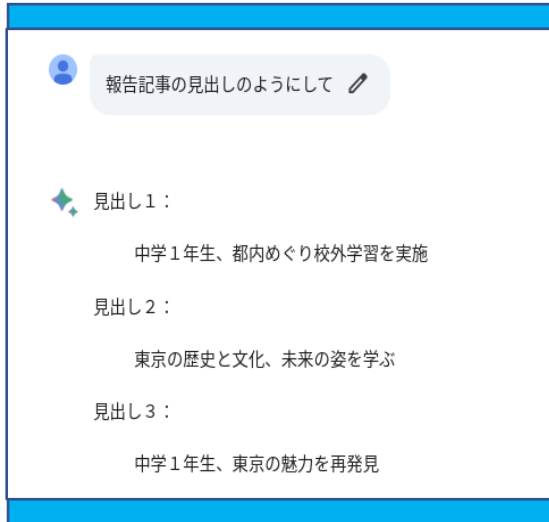 報告記事の見出しのようにして
見出し１：
中学１年生、都内めぐり校外学習を実施
見出し２：
東京の歴史と文化、未来の姿を学ぶ
見出し３：
中学１年生、東京の魅力を再発見